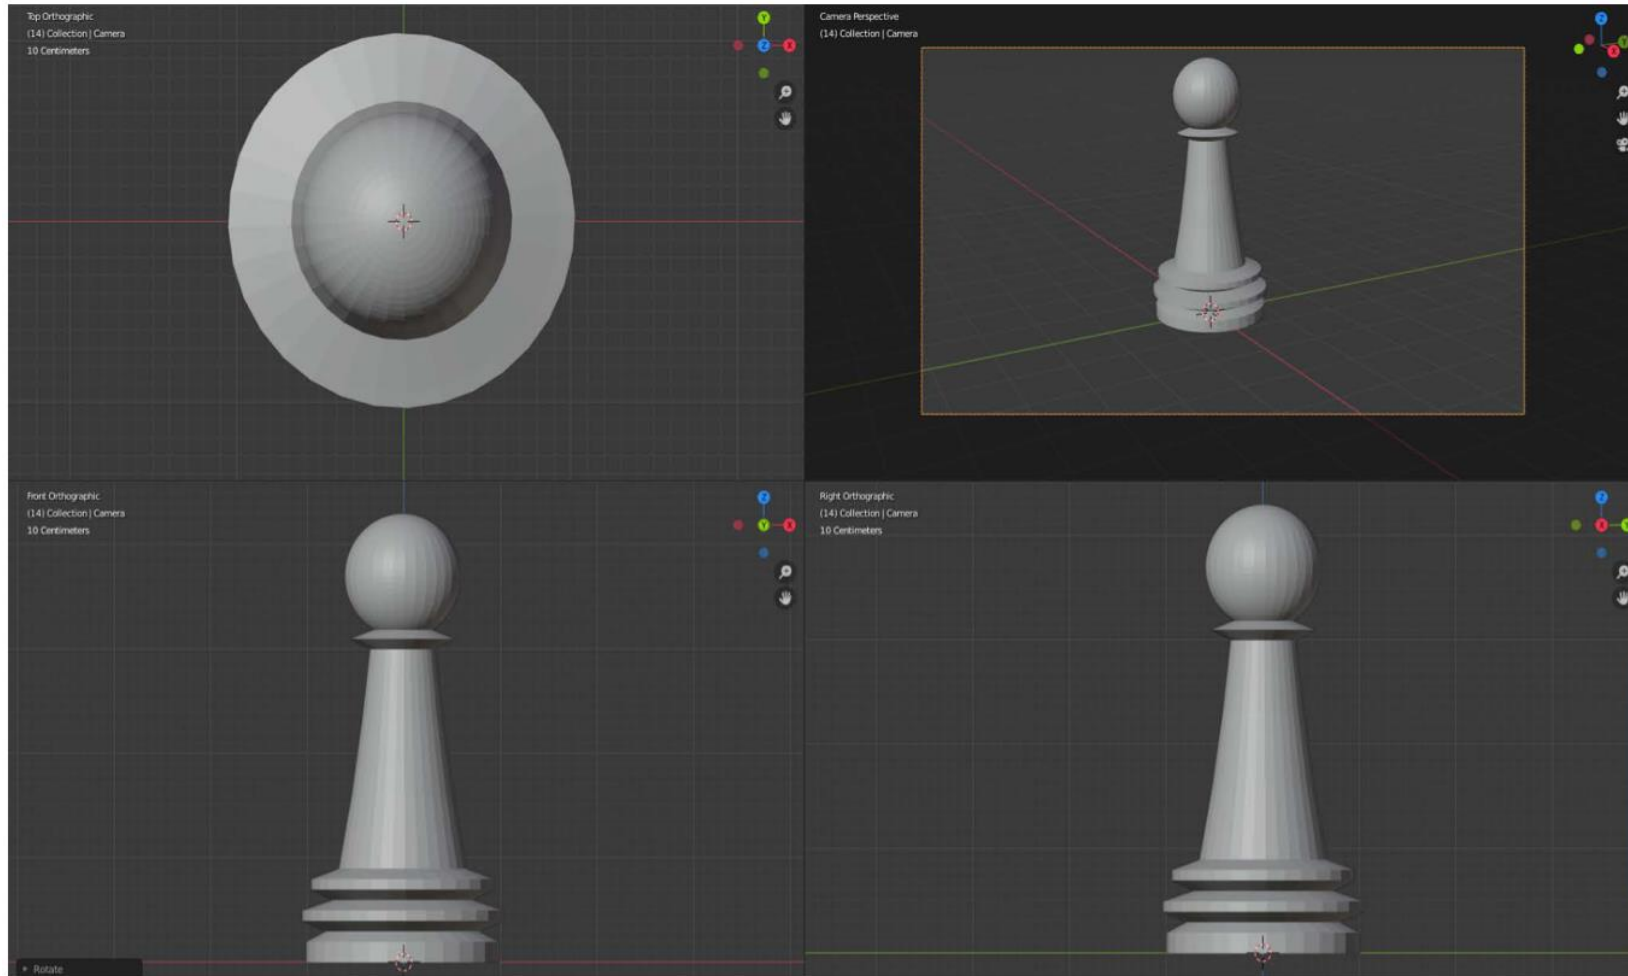 Top Orthographic
(14) Collection | Camera
10 Centimeters
Y
Z
X
Camera Perspective
(14) Collection | Camera
Z
Y
X
Front Orthographic
(14) Collection | Camera
10 Centimeters
Z
Y
X
Rotate
Right Orthographic
(14) Collection | Camera
10 Centimeters
Z
X
Y